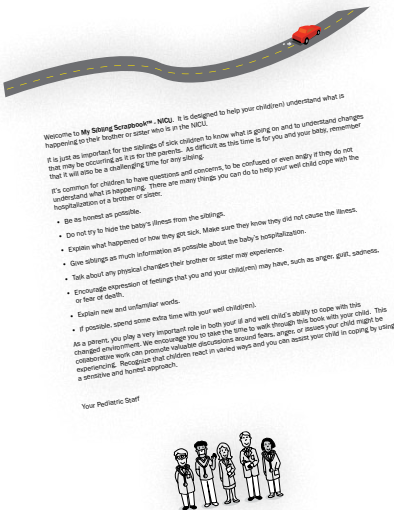 Welcome to My Sibling Scrapbook™ - NICU. It is designed to help your child(ren) understand what is
happening to their brother or sister who is in the NICU.
It is just as important for the siblings of sick children to know what is going on and to understand changes
that may be occurring as it is for the parents. As difficult as this time is for you and your baby, remember
that it will also be a challenging time for any sibling.
It's common for children to have questions and concerns, to be confused or even angry if they do not
understand what is happening. There are many things you can do to help your well child cope with the
hospitalization of a brother or sister.
• Be as honest as possible.
• Do not try to hide the baby's illness from the siblings.
• Explain what happened or how they got sick. Make sure they know they did not cause the illness.
• Give siblings as much information as possible about the baby's hospitalization.
• Talk about any physical changes their brother or sister may experience.
• Encourage expression of feelings that you and your child(ren) may have, such as anger, guilt, sadness,
or fear of death.
• Explain new and unfamiliar words.
• If possible, spend some extra time with your well child(ren).
As a parent, you play a very important role in both your ill and well child's ability to cope with this
changed environment. We encourage you to take the time to walk through this book with your child. This
collaborative work can promote valuable discussions around fears, anger, or issues your child might be
experiencing. Recognize that children react in varied ways and you can assist your child in coping by using
a sensitive and honest approach.
Your Pediatric Staff